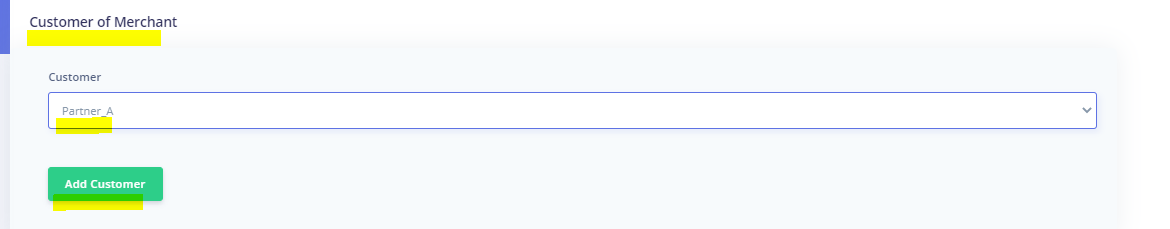 Customer of Merchant
Customer
Partner_A
Add Customer